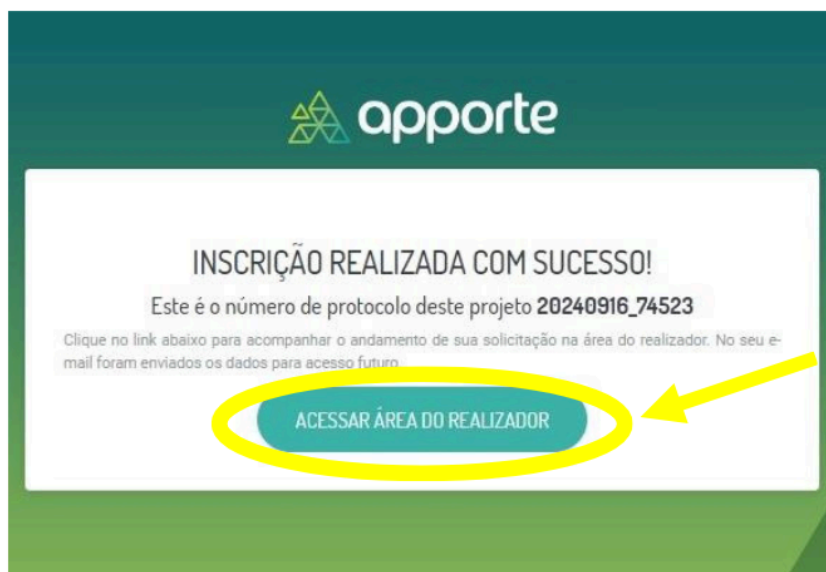 apporte
INSCRIÇÃO REALIZADA COM SUCESSO!
Este é o número de protocolo deste projeto 20240916_74523
Clique no link abaixo para acompanhar o andamento de sua solicitação na área do realizador. No seu e-
mail foram enviados os dados para acesso futuro.
ACESSAR ÁREA DO REALIZADOR